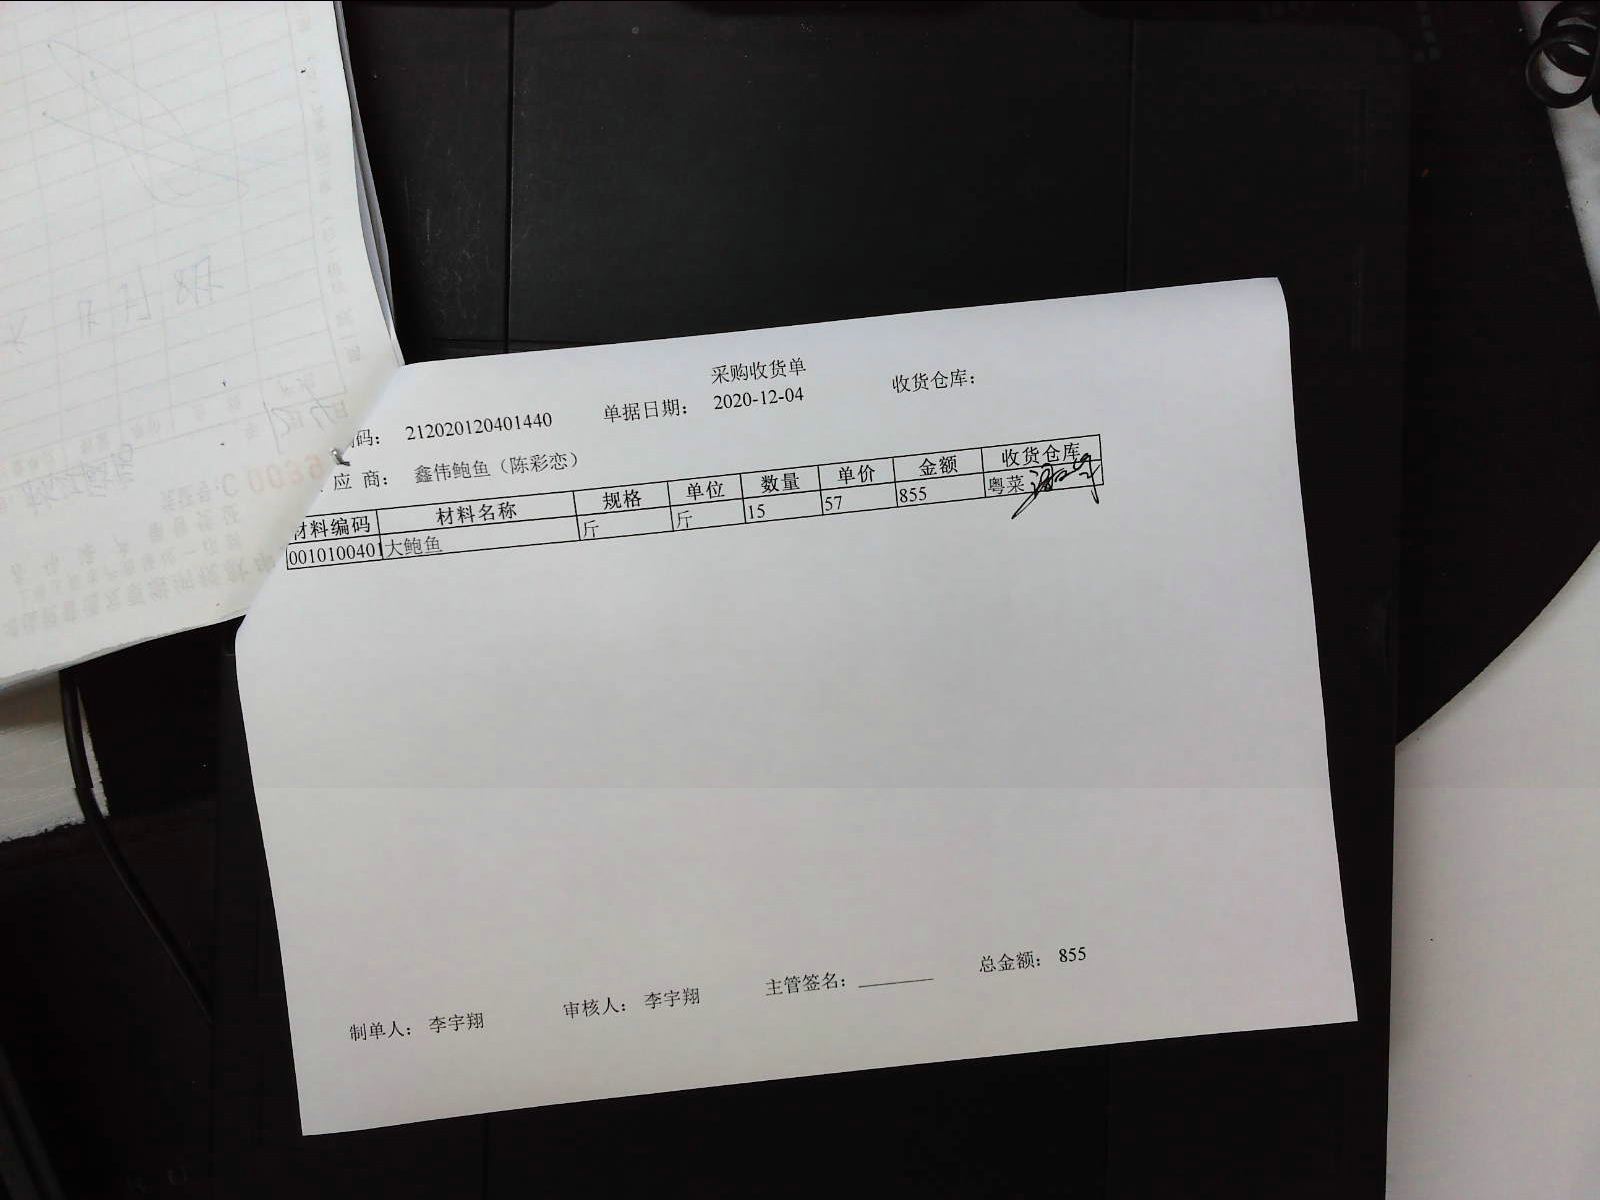 采购收货单
码： 212020120401440 单据日期： 2020-12-04 收货仓库：
应 商： 鑫伟鲍鱼（陈彩恋）
材料编码 材料名称 规格 单位 数量 单价 金额 收货仓库
0010100401 大鲍鱼 斤 斤 15 57 855 粤菜
制单人： 李宇翔 审核人： 李宇翔 主管签名： 总金额： 855